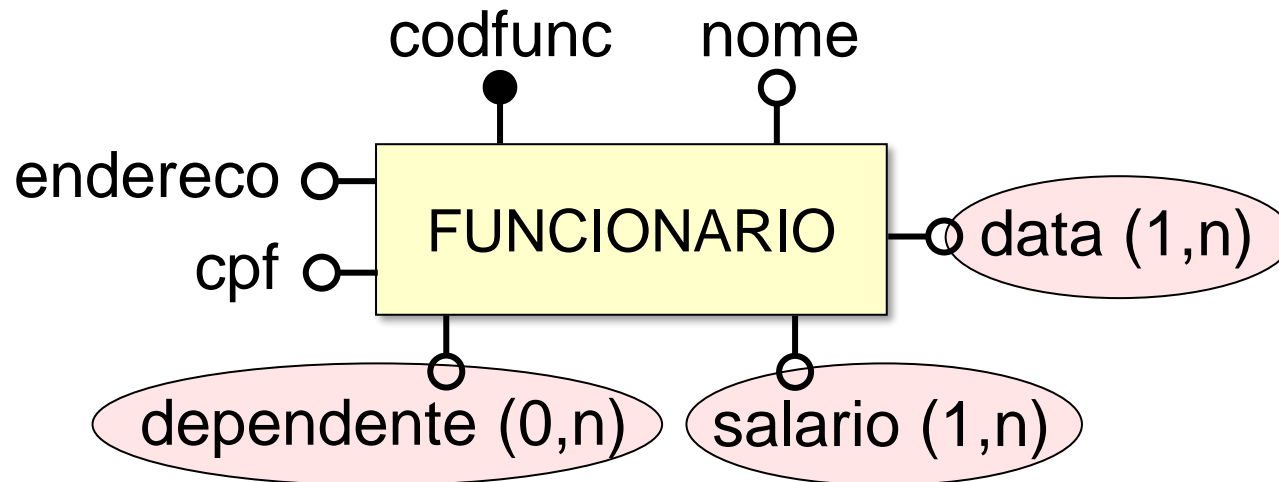 codfunc
nome
endereco
FUNCIONARIO
data (1,n)
cpf
dependente (0,n)
salario (1,n)